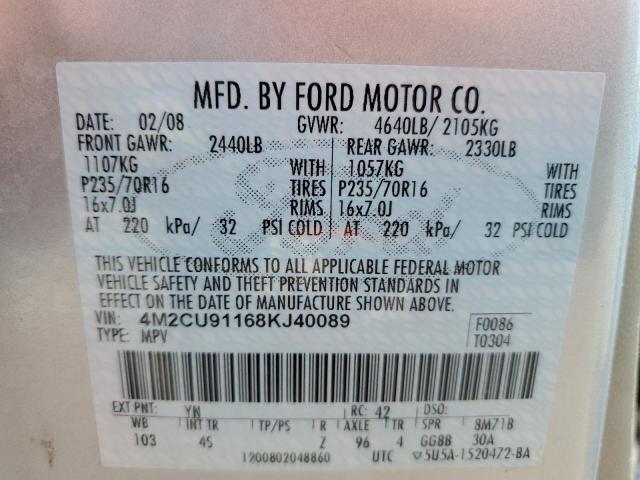 MFD. BY FORD MOTOR CO.
DATE: 02/08 GVWR: 4640LB/ 2105KG
FRONT GAWR: 2440LB REAR GAWR: 2330LB
1107KG WITH 1057KG WITH
P235/70R16 TIRES P235/70R16 TIRES
16x7.0J RIMS 16x7.0J RIMS
AT 220 kPa/ 32 PSI COLD AT 220 kPa/ 32 PSI COLD
THIS VEHICLE CONFORMS TO ALL APPLICABLE FEDERAL MOTOR
VEHICLE SAFETY AND THEFT PREVENTION STANDARDS IN
EFFECT ON THE DATE OF MANUFACTURE SHOWN ABOVE.
VIN: 4M2CU91168KJ40089 F0086
TYPE: MPV T0304
EXT PNT: YN RC: 42 DSO:
WB INT TR TP/PS R AXLE TR SPR 8M71B
103 4S Z 96 4 GGBB 30A
1200802048860 UTC 5U5A-1520472-BA